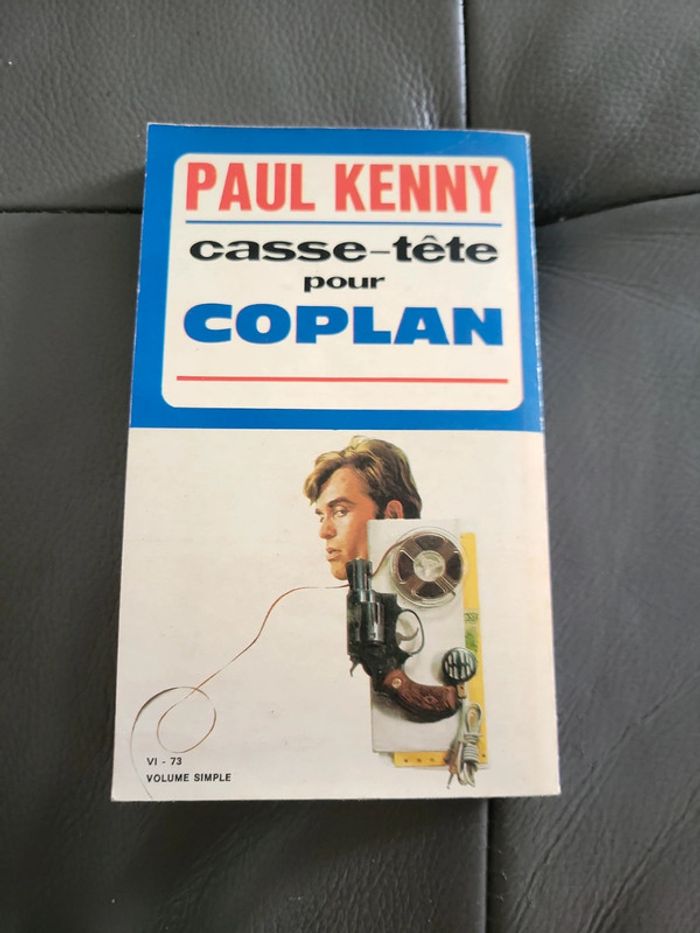 PAUL KENNY
casse-tête
pour
COPLAN
VI - 73
VOLUME SIMPLE